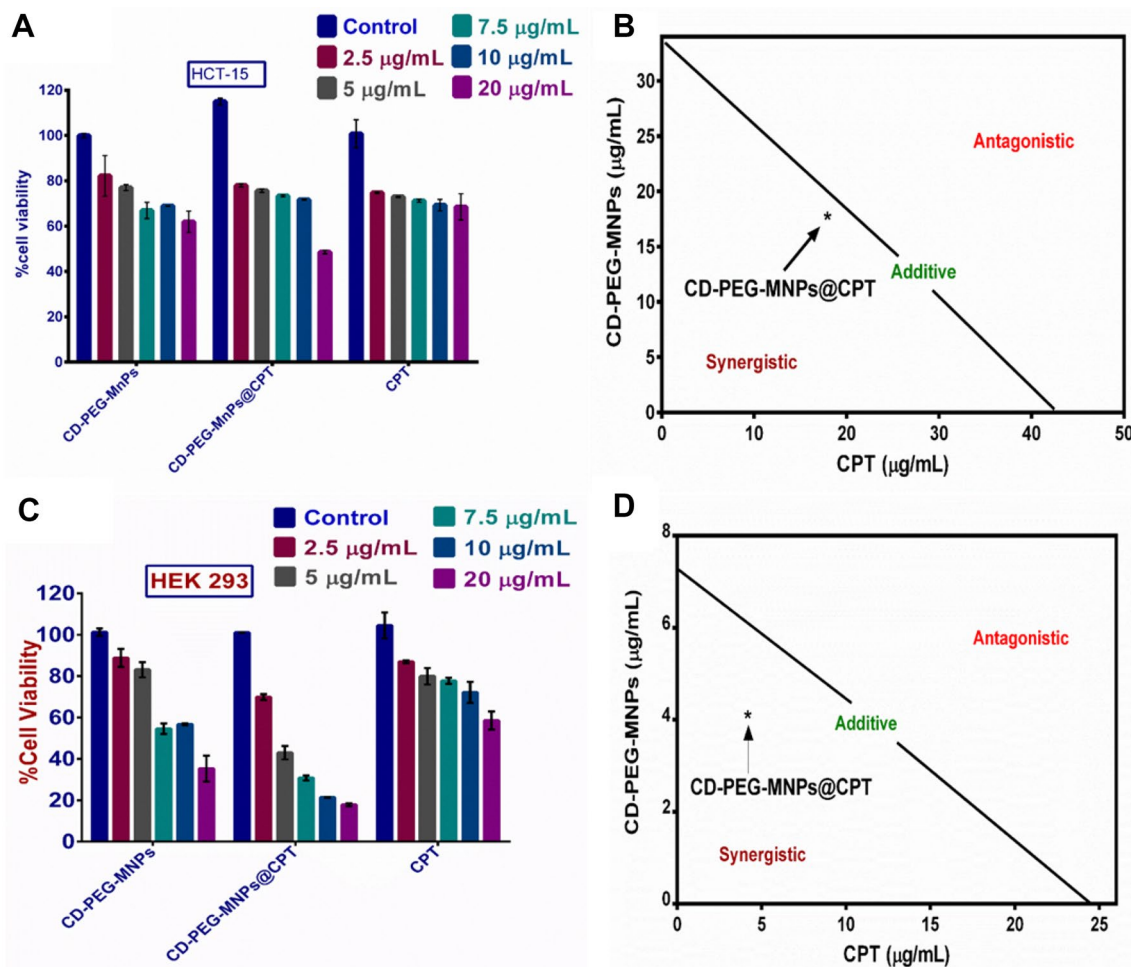 A
Control
7.5 µg/mL
2.5 µg/mL
10 µg/mL
5 µg/mL
20 µg/mL
HCT-15
%cell viability
120
100
80
60
40
20
0
CD-PEG-MnPs
CD-PEG-MnPs@CPT
CPT
B
CD-PEG-MNPs (µg/mL)
30
20
10
0
Antagonistic
*
CD-PEG-MNPs@CPT
Additive
Synergistic
0
10
20
30
40
50
CPT (µg/mL)
C
Control
7.5 µg/mL
2.5 µg/mL
10 µg/mL
5 µg/mL
20 µg/mL
HEK 293
%Cell Viability
120
100
80
60
40
20
0
CD-PEG-MNPs
CD-PEG-MNPs@CPT
CPT
D
CD-PEG-MNPs (µg/mL)
8
6
4
2
0
Antagonistic
*
Additive
CD-PEG-MNPs@CPT
Synergistic
0
5
10
15
20
25
CPT (µg/mL)